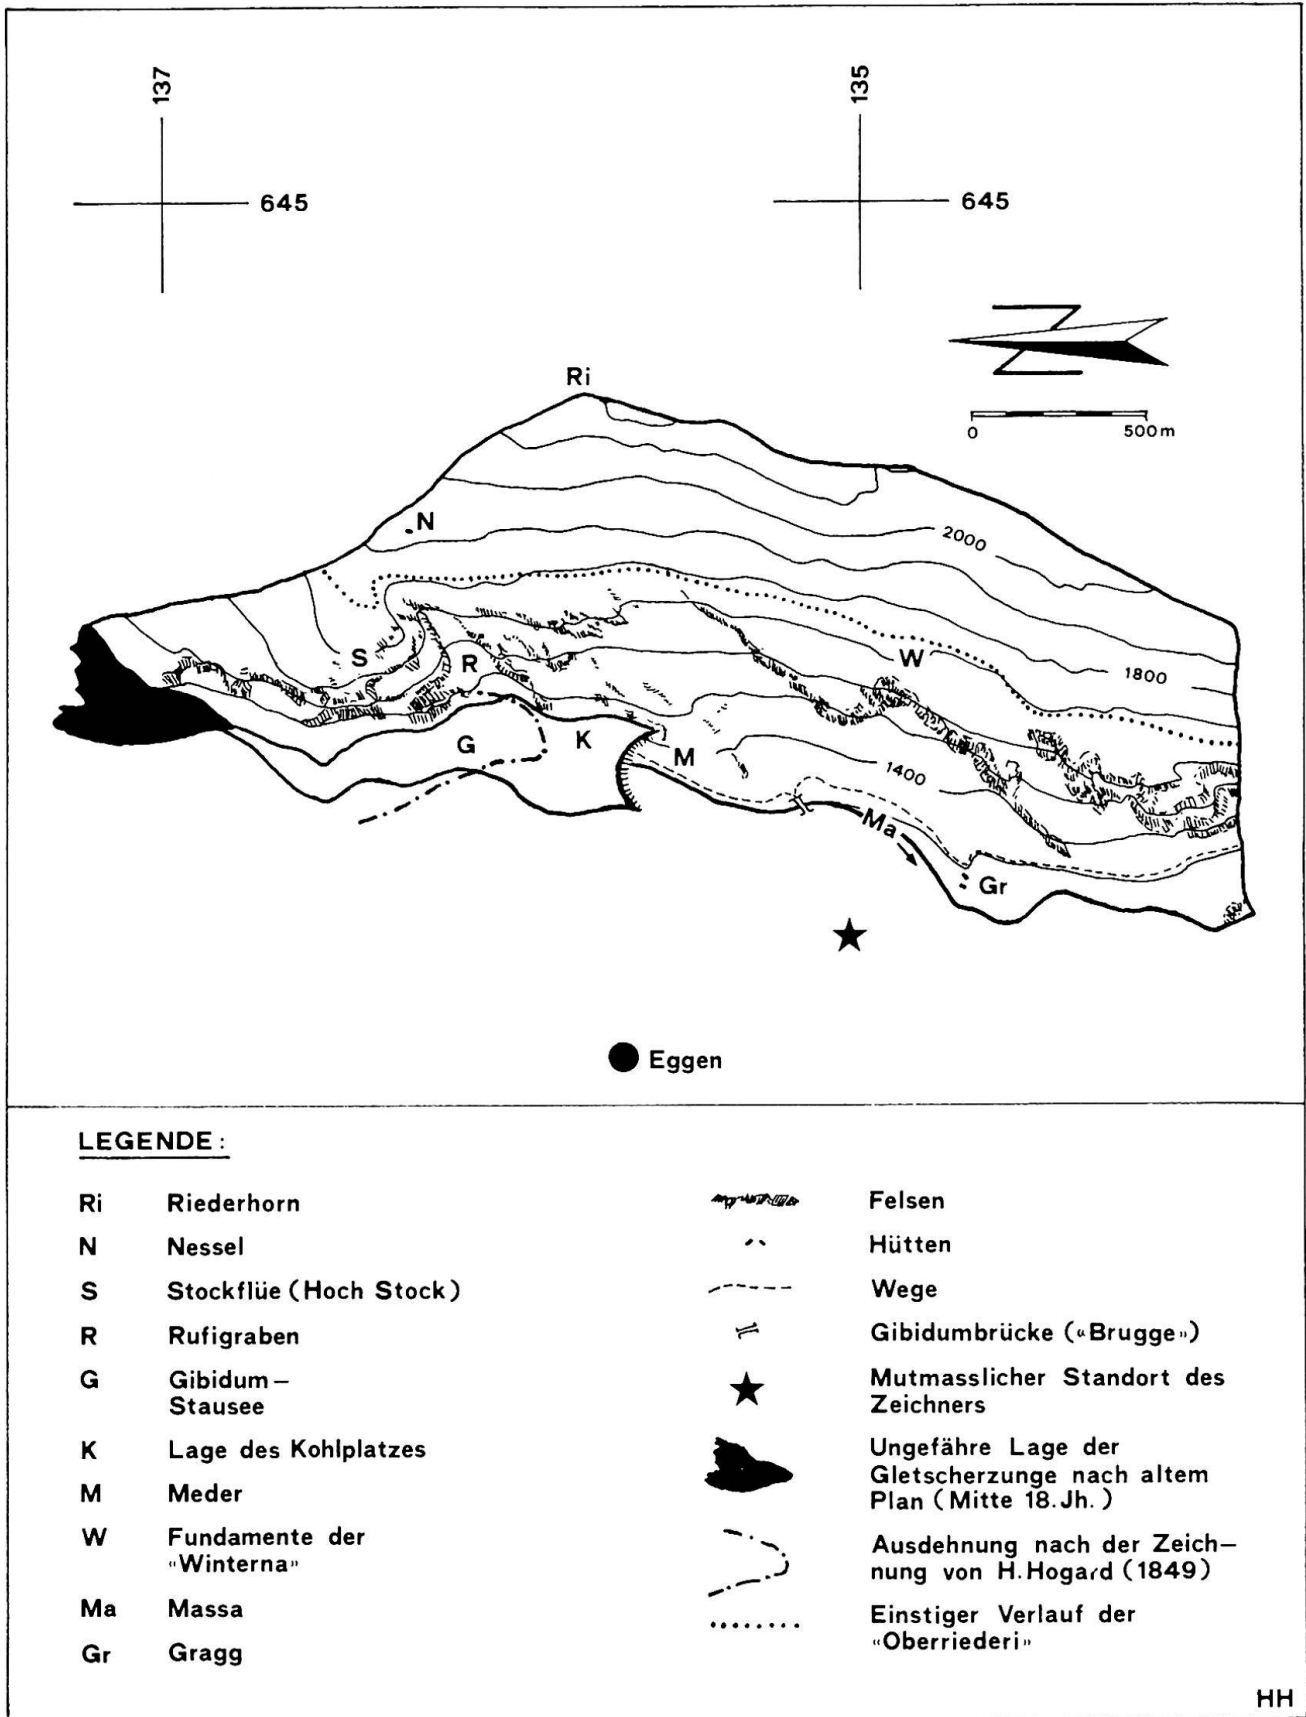 137
135
645
645
Ri
0
500m
N
2000
S
R
W
1800
G
K
M
1400
Ma
Gr
Eggen
LEGENDE:
Ri Riederhorn
N Nessel
S Stockflüe (Hoch Stock)
R Rufigraben
G Gibidum–
Stausee
K Lage des Kohlplatzes
M Meder
W Fundamente der
«Winterna»
Ma Massa
Gr Gragg
Felsen
Hütten
Wege
Gibidumbrücke («Brugge»)
Mutmasslicher Standort des
Zeichners
Ungefähre Lage der
Gletscherzunge nach altem
Plan (Mitte 18.Jh.)
Ausdehnung nach der Zeich–
nung von H.Hogard (1849)
Einstiger Verlauf der
«Oberriederi»
HH